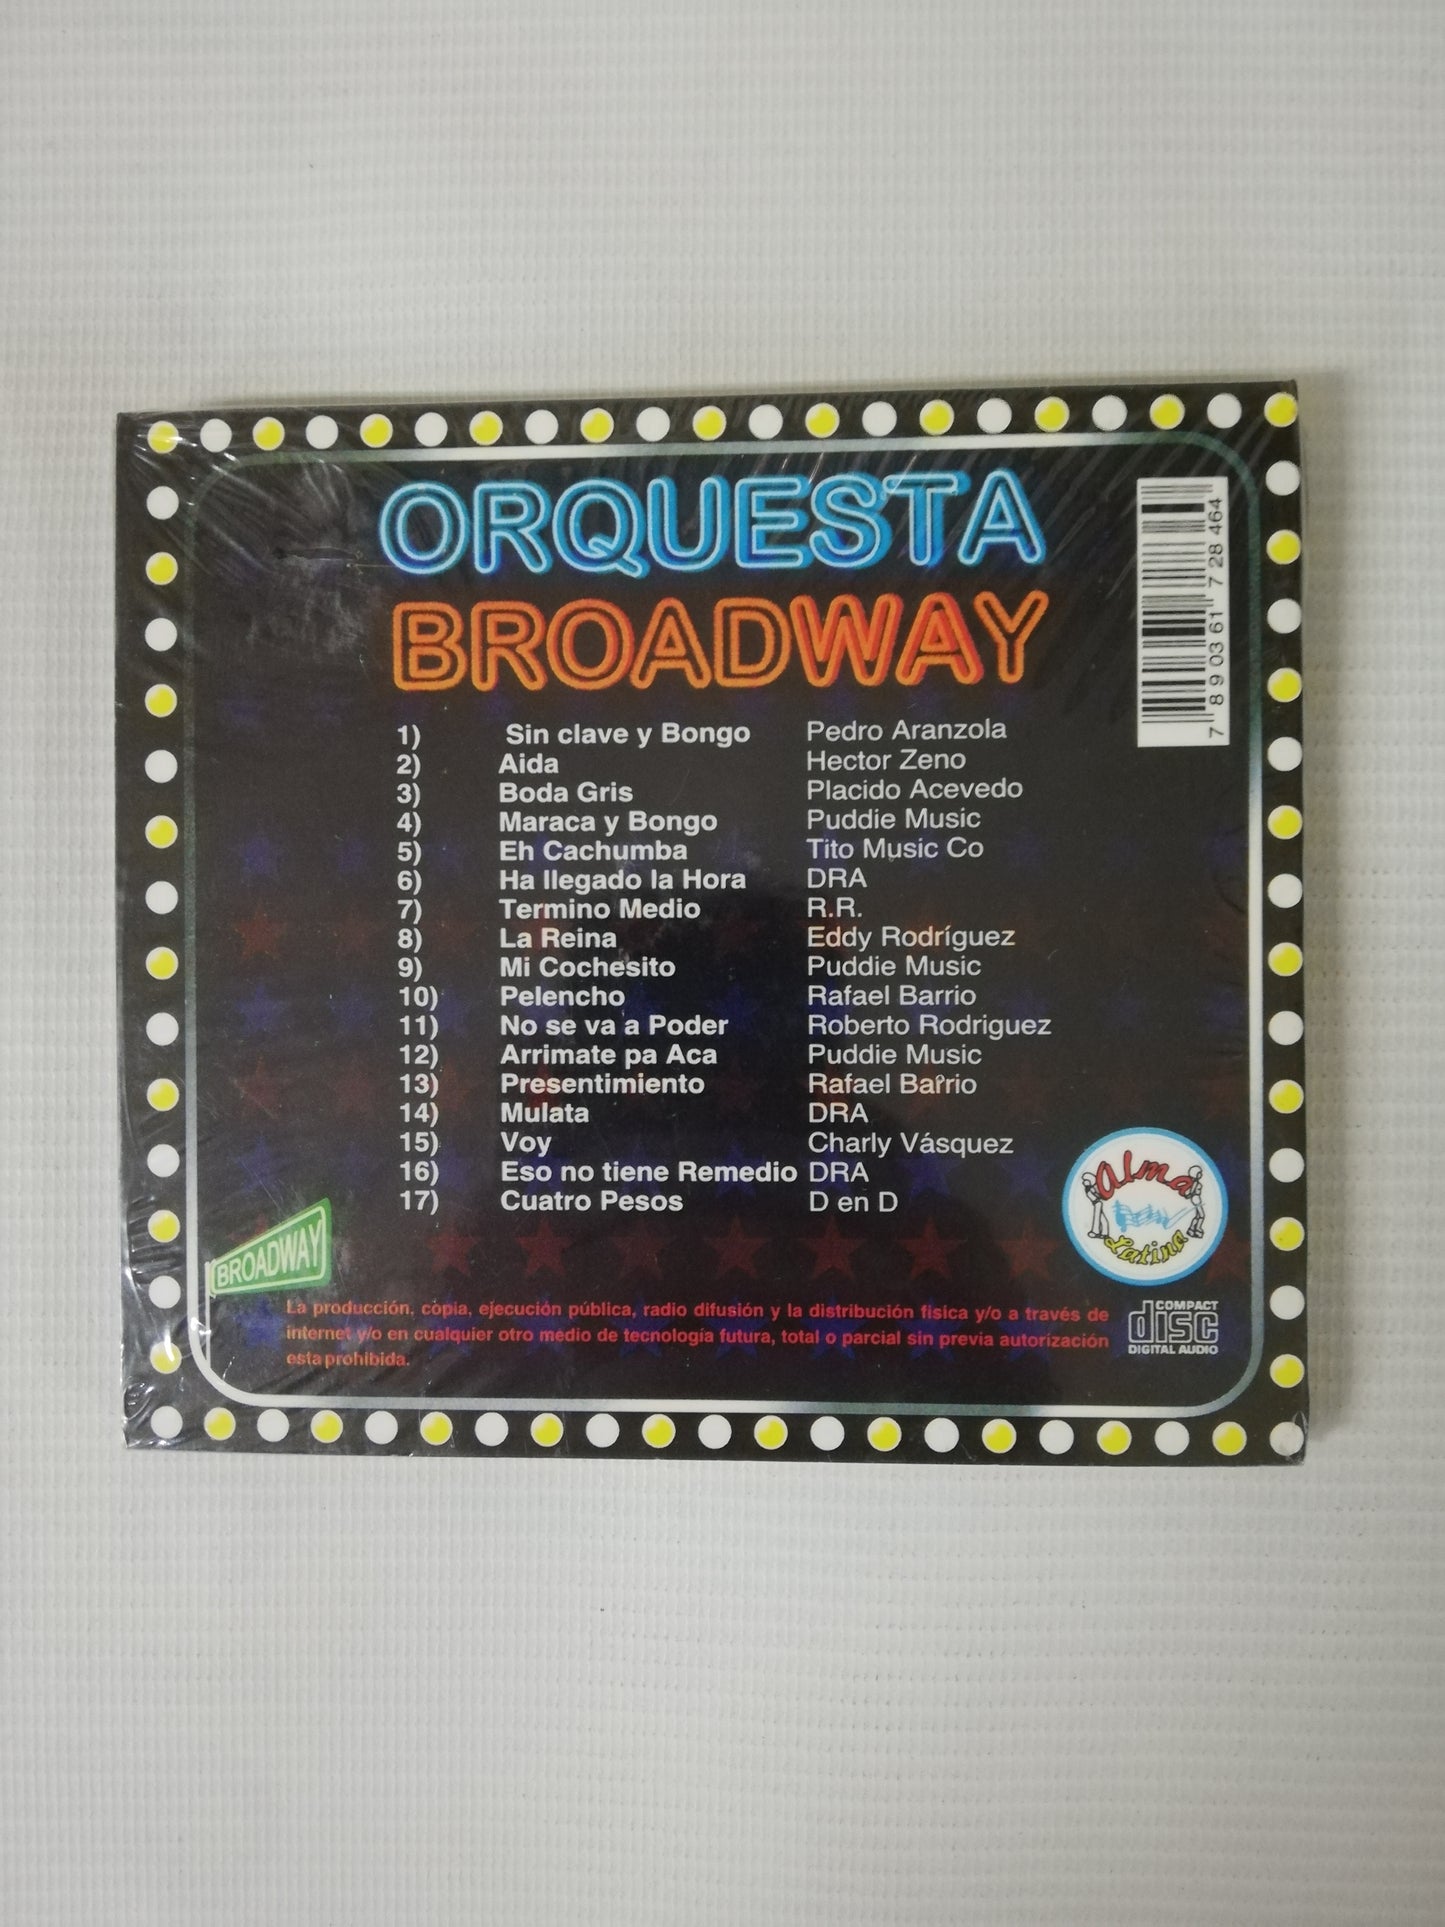 ORQUESTA
BROADWAY
7 890361 728464
1) Sin clave y Bongo Pedro Aranzola
2) Aida Hector Zeno
3) Boda Gris Placido Acevedo
4) Maraca y Bongo Puddie Music
5) Eh Cachumba Tito Music Co
6) Ha llegado la Hora DRA
7) Termino Medio R.R.
8) La Reina Eddy Rodríguez
9) Mi Cochesito Puddie Music
10) Pelencho Rafael Barrio
11) No se va a Poder Roberto Rodriguez
12) Arrimate pa Aca Puddie Music
13) Presentimiento Rafael Barrio
14) Mulata DRA
15) Voy Charly Vásquez
16) Eso no tiene Remedio DRA
17) Cuatro Pesos D en D
Alma
Latina
BROADWAY
La producción, copia, ejecución pública, radio difusión y la distribución fisica y/o a través de
internet y/o en cualquier otro medio de tecnología futura, total o parcial sin previa autorización
esta prohibida.
COMPACT
disc
DIGITAL AUDIO